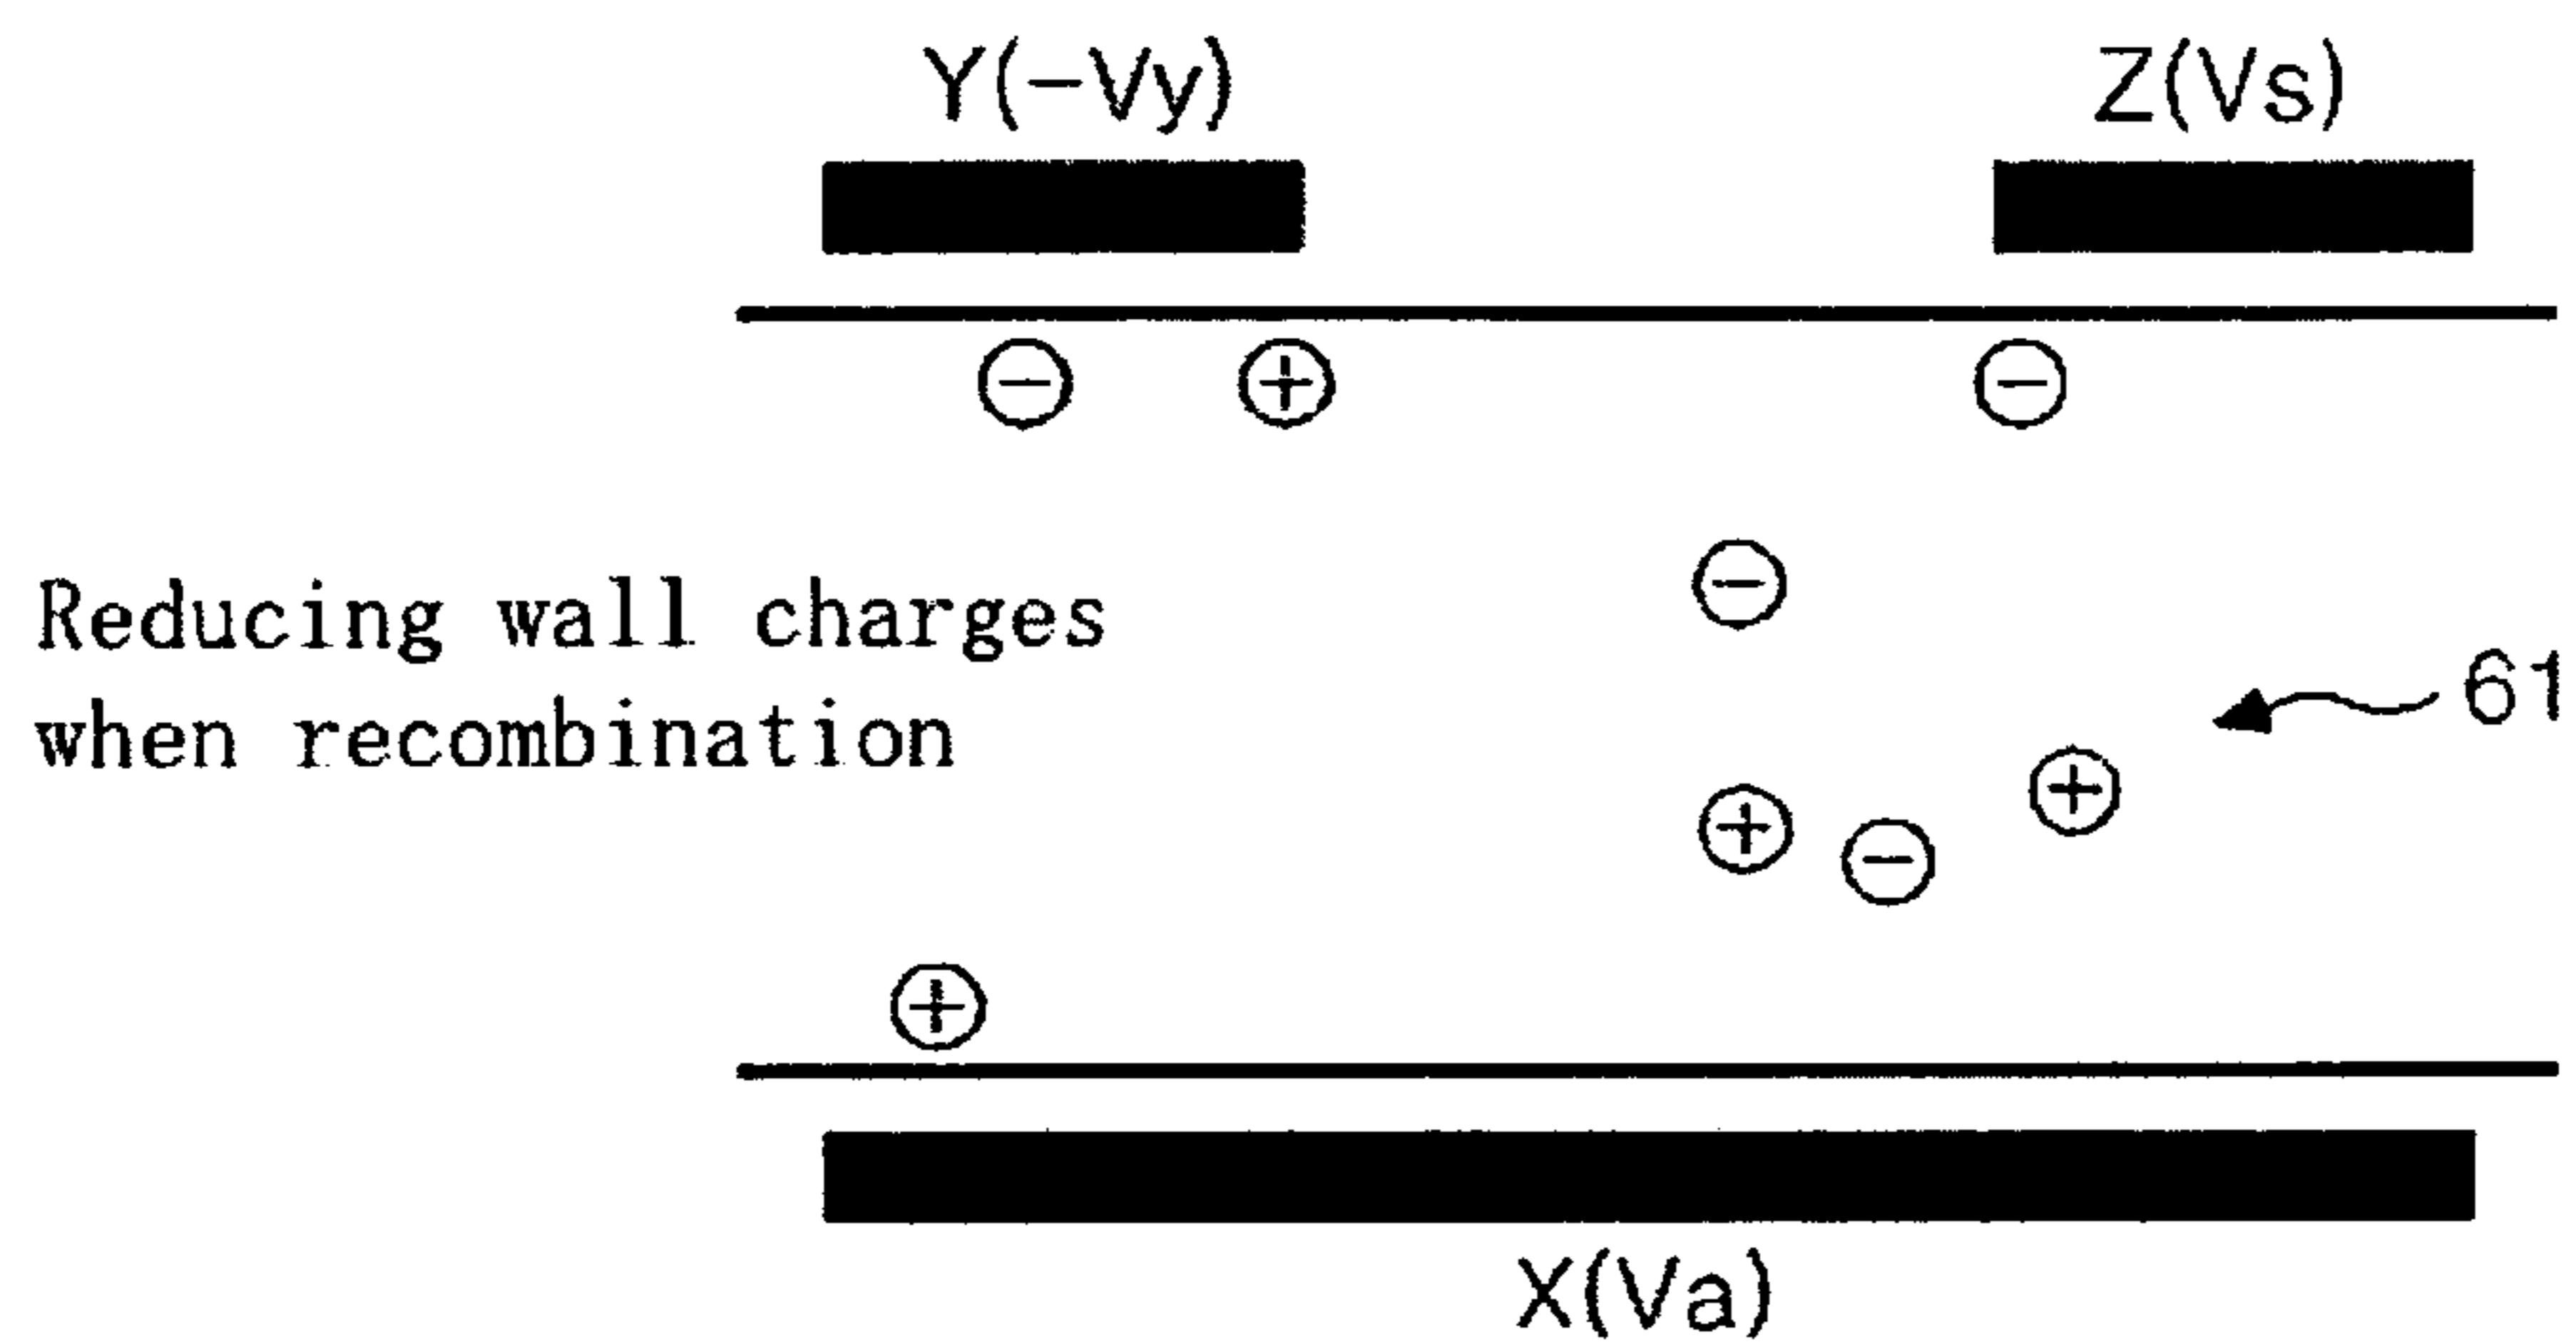 Y(−Vy) Z(Vs)
Reducing wall charges
when recombination
61
X(Va)